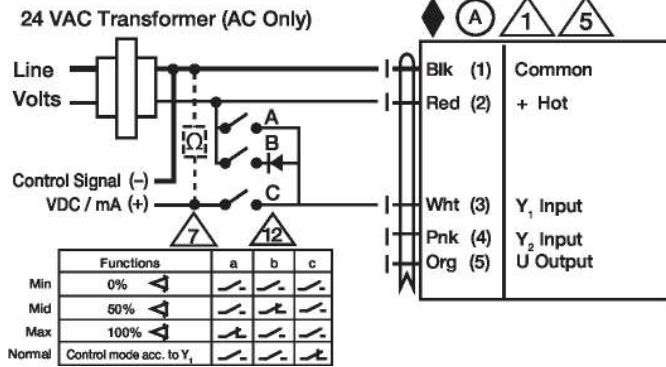 24 VAC Transformer (AC Only)
A 1 5
Line
Volts
Blk (1) Common
Red (2) + Hot
A
Ω
B
Control Signal (−)
VDC / mA (+)
C
Wht (3) Y1 Input
Pnk (4) Y2 Input
Org (5) U Output
7 12
Functions a b c
Min 0%
Mid 50%
Max 100%
Normal Control mode acc. to Y1